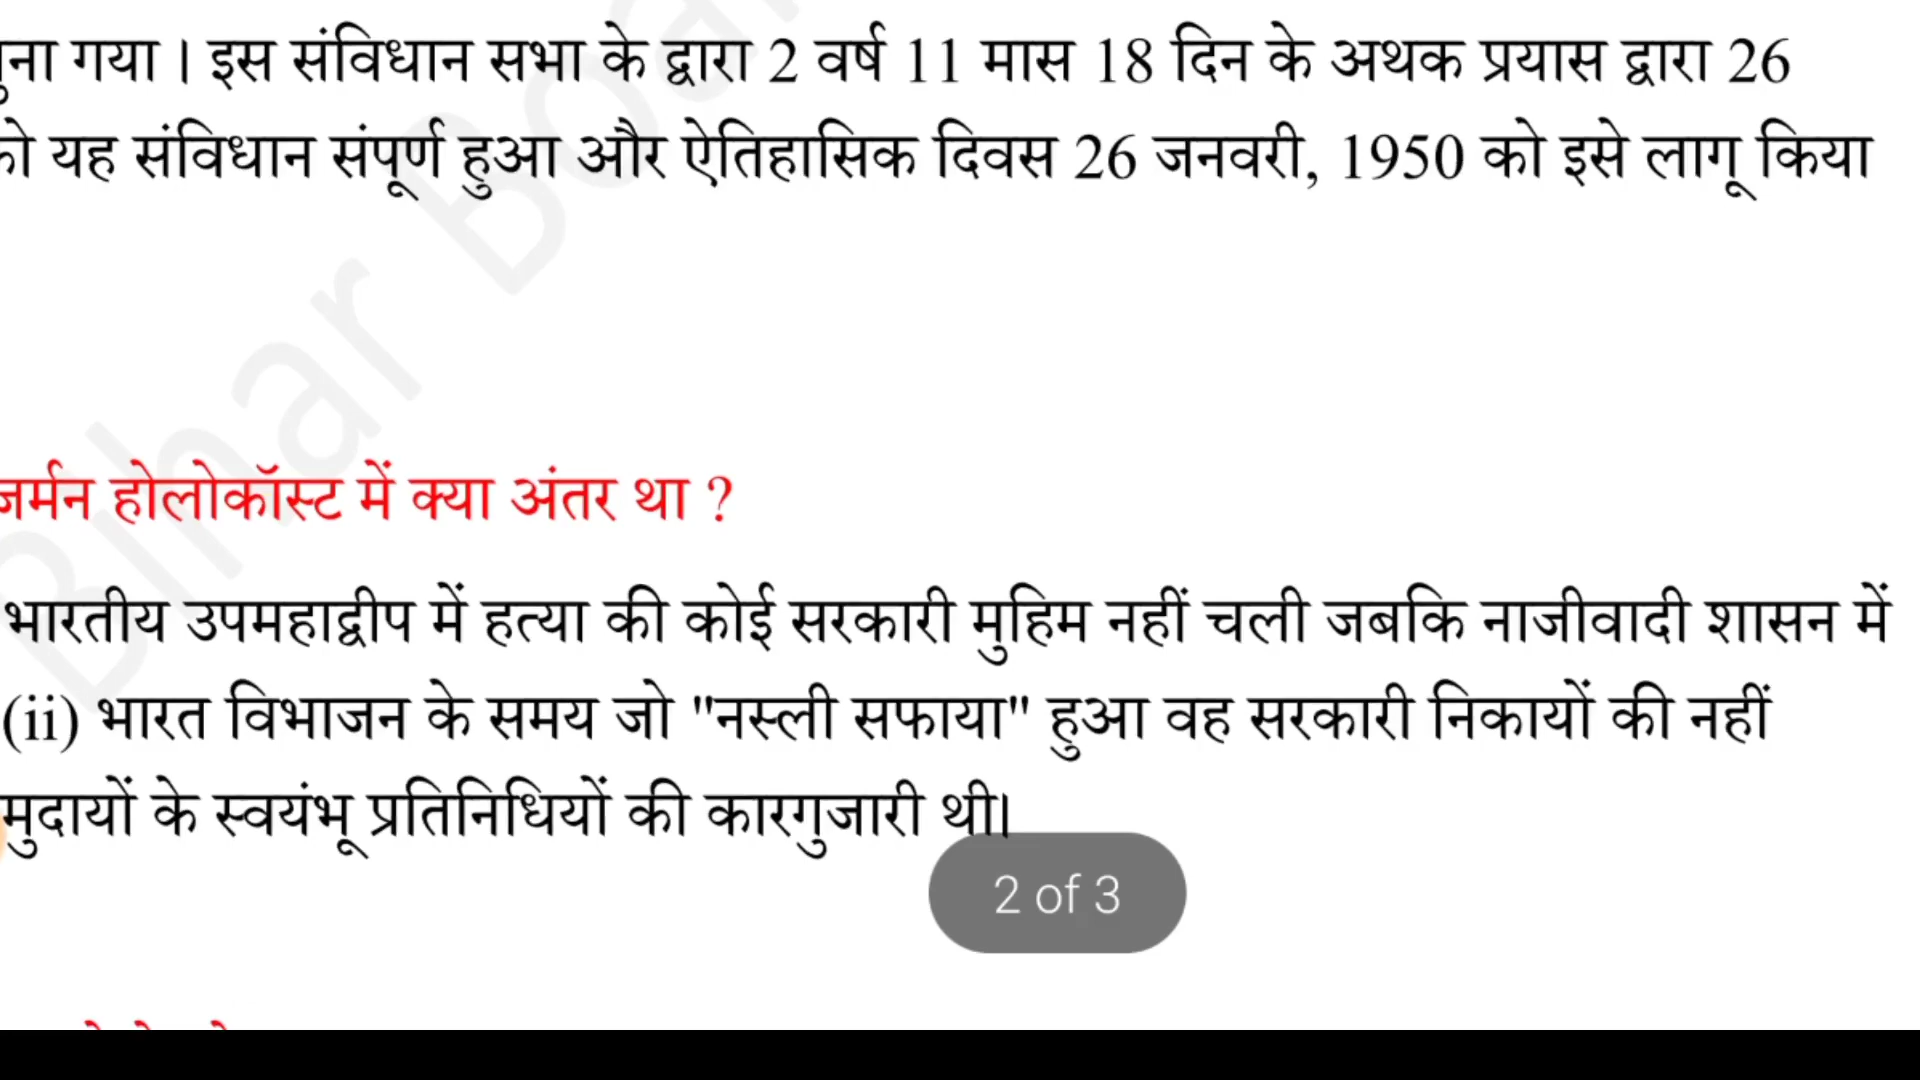 गया । इस संविधान सभा के द्वारा 2 वर्ष 11 मास 18 दिन के अथक प्रयास द्वारा 26
यह संविधान संपूर्ण हुआ और ऐतिहासिक दिवस 26 जनवरी, 1950 को इसे लागू किया
जर्मन होलोकॉस्ट में क्या अंतर था ?
भारतीय उपमहाद्वीप में हत्या की कोई सरकारी मुहिम नहीं चली जबकि नाजीवादी शासन में
(ii) भारत विभाजन के समय जो "नस्ली सफाया" हुआ वह सरकारी निकायों की नहीं
मुदायों के स्वयंभू प्रतिनिधियों की कारगुजारी थी।
2 of 3
Bihar